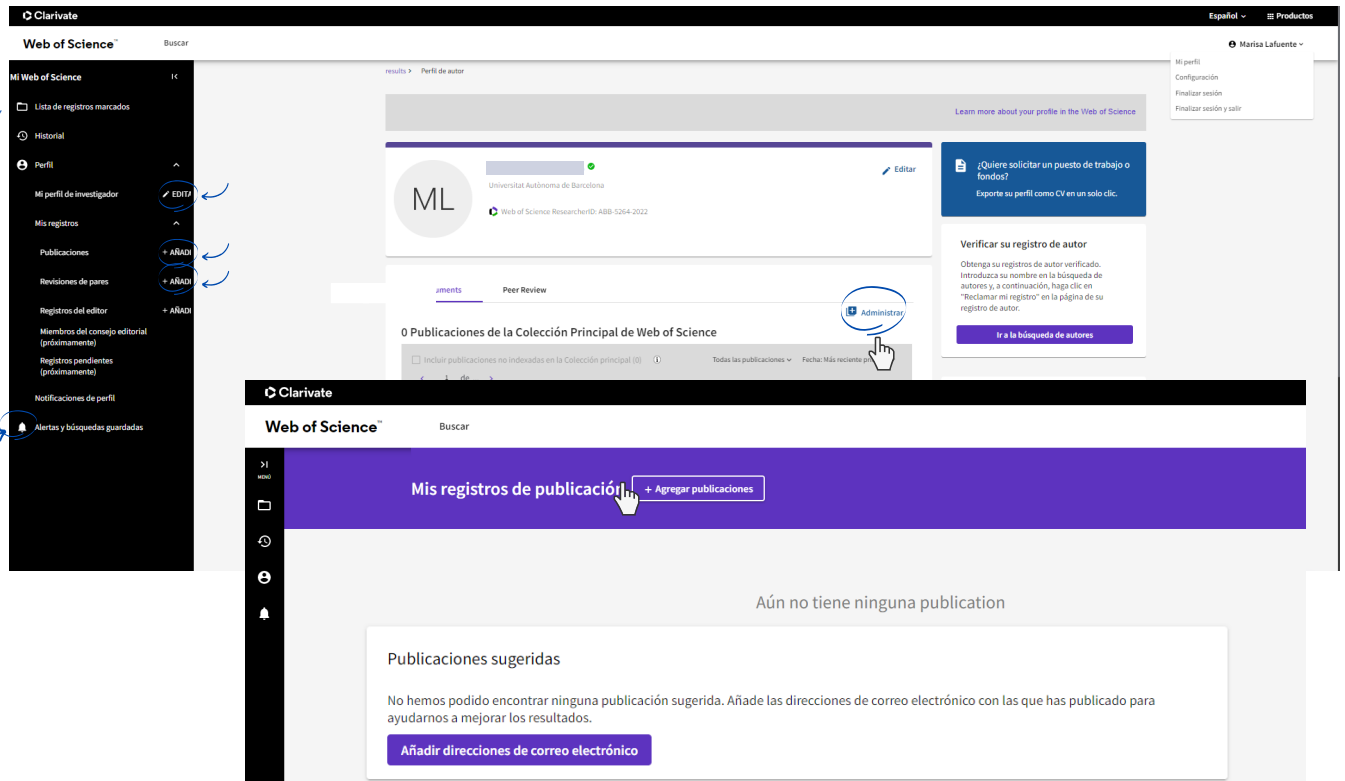 Clarivate
Español
Productos
Web of Science™
Buscar
Marisa Lafuente
Mi perfil
Configuración
Finalizar sesión
Finalizar sesión y salir
Mi Web of Science
Lista de registros marcados
Historial
Perfil
Mi perfil de investigador
EDITA
Mis registros
Publicaciones
+ AÑADI
Revisiones de pares
+ AÑADI
Registros del editor
+ AÑADI
Miembros del consejo editorial
(próximamente)
Registros pendientes
(próximamente)
Notificaciones de perfil
Alertas y búsquedas guardadas
results > Perfil de autor
Learn more about your profile in the Web of Science
ML
Universitat Autònoma de Barcelona
Web of Science ResearcherID: ABB-5264-2022
Editar
¿Quiere solicitar un puesto de trabajo o
fondos?
Exporte su perfil como CV en un solo clic.
Verificar su registro de autor
Obtenga su registros de autor verificado.
Introduzca su nombre en la búsqueda de
autores y, a continuación, haga clic en
"Reclamar mi registro" en la página de su
registro de autor.
Ir a la búsqueda de autores
uments
Peer Review
Administrar
0 Publicaciones de la Colección Principal de Web of Science
Incluir publicaciones no indexadas en la Colección principal (0)
Todas las publicaciones
Fecha: Más reciente
1 de
Clarivate
Web of Science™
Buscar
MENÚ
Mis registros de publicación
+ Agregar publicaciones
Aún no tiene ninguna publication
Publicaciones sugeridas
No hemos podido encontrar ninguna publicación sugerida. Añade las direcciones de correo electrónico con las que has publicado para
ayudarnos a mejorar los resultados.
Añadir direcciones de correo electrónico